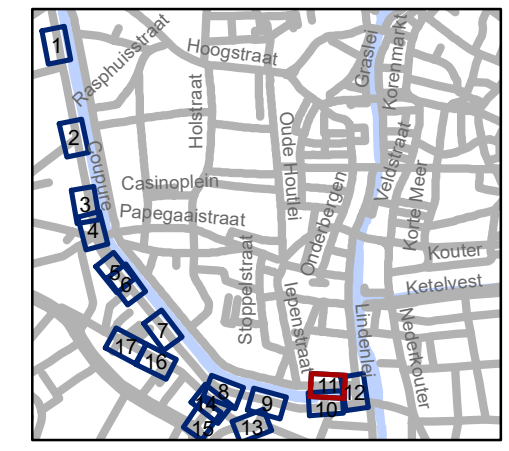 1
Rasphuisstraat
Hoogstraat
Graslei
Korenmarkt
2
Coupure
Holstraat
Oude Houtlei
Veldstraat
3
4
Casinoplein
Papegaaistraat
Onderbergen
Korte Meer
Kouter
Ketelvest
5
6
7
17
16
Stoppelstraat
Iepenstraat
Lindenlei
Nederkouter
8
14
15
9
13
11
10
12